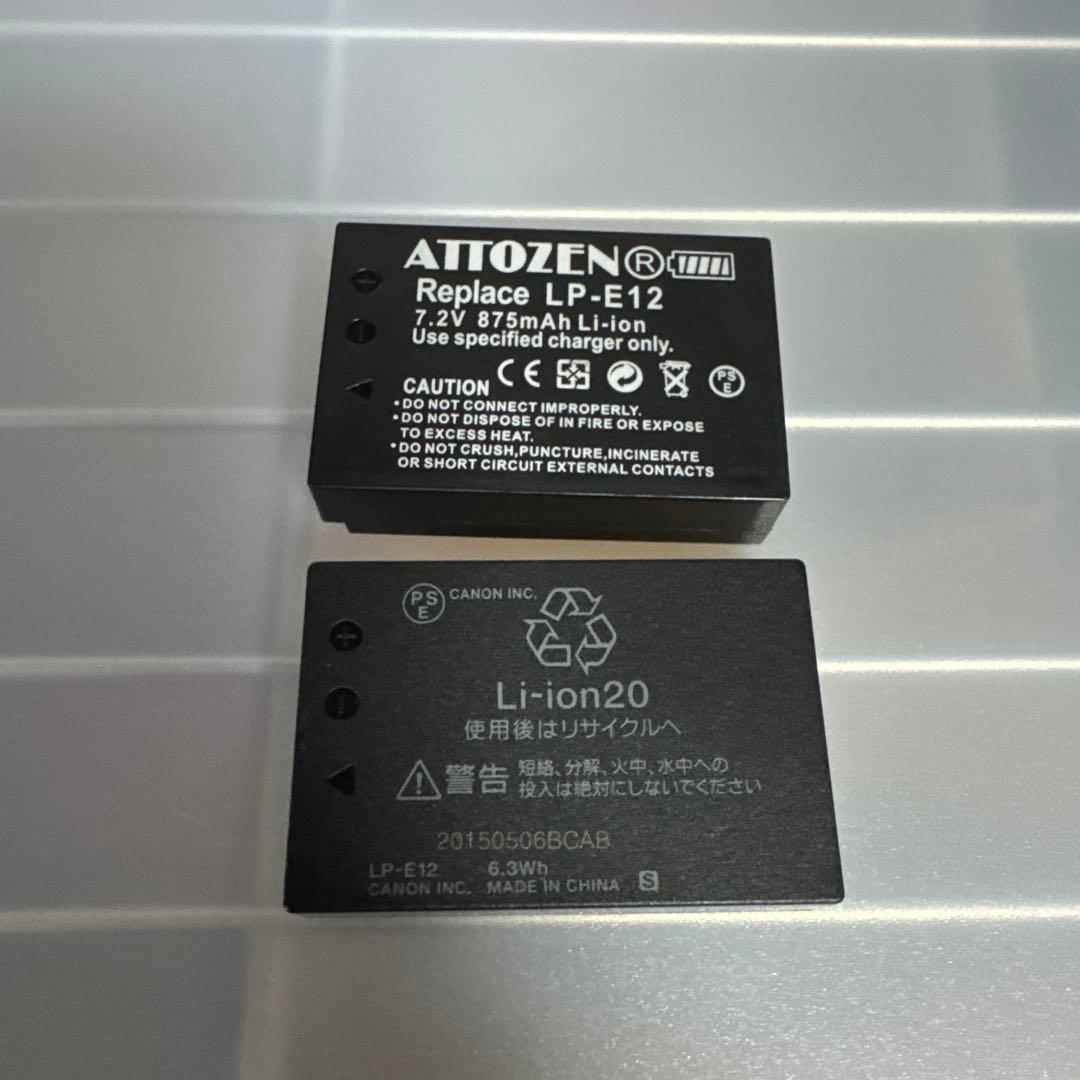 ATTOZEN®
Replace LP-E12
7.2V 875mAh Li-ion
Use specified charger only.
CE PSE
CAUTION
•DO NOT CONNECT IMPROPERLY.
•DO NOT DISPOSE OF IN FIRE OR EXPOSE
TO EXCESS HEAT.
•DO NOT CRUSH,PUNCTURE,INCINERATE
OR SHORT CIRCUIT EXTERNAL CONTACTS
PSE CANON INC.
Li-ion20
使用後はリサイクルへ
警告 短絡、分解、火中、水中への
投入は絶対にしないでください
20150506BCAB
LP-E12 6.3Wh
CANON INC. MADE IN CHINA S